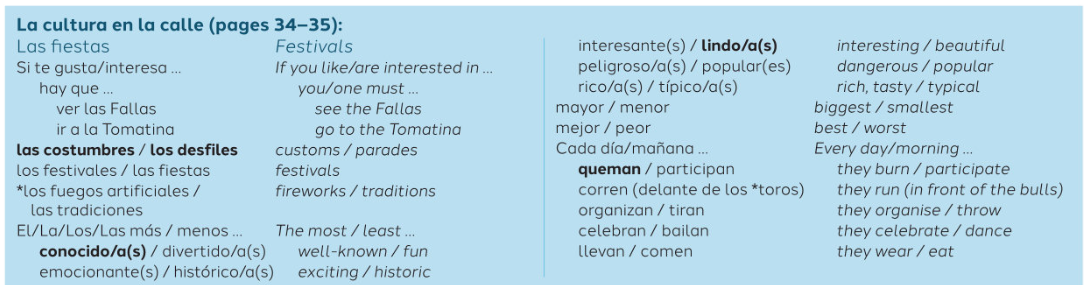 La cultura en la calle (pages 34–35):
Las fiestas Festivals
Si te gusta/interesa ... If you like/are interested in ...
hay que ... you/one must ...
ver las Fallas see the Fallas
ir a la Tomatina go to the Tomatina
las costumbres / los desfiles customs / parades
los festivales / las fiestas festivals
*los fuegos artificiales / fireworks / traditions
las tradiciones
El/La/Los/Las más / menos ... The most / least ...
conocido/a(s) / divertido/a(s) well-known / fun
emocionante(s) / histórico/a(s) exciting / historic
interesante(s) / lindo/a(s) interesting / beautiful
peligroso/a(s) / popular(es) dangerous / popular
rico/a(s) / típico/a(s) rich, tasty / typical
mayor / menor biggest / smallest
mejor / peor best / worst
Cada día/mañana ... Every day/morning ...
queman / participan they burn / participate
corren (delante de los *toros) they run (in front of the bulls)
organizan / tiran they organise / throw
celebran / bailan they celebrate / dance
llevan / comen they wear / eat